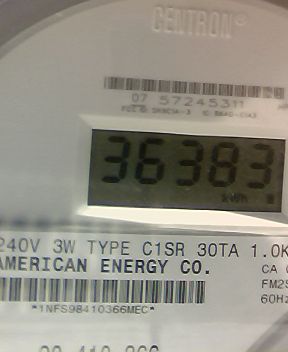 CENTRON®
07 57245311
36383
kWh
240V 3W TYPE C1SR 30TA 1.0K
AMERICAN ENERGY CO.
CA
FM2S
*1NFS98410366MEC*
60Hz